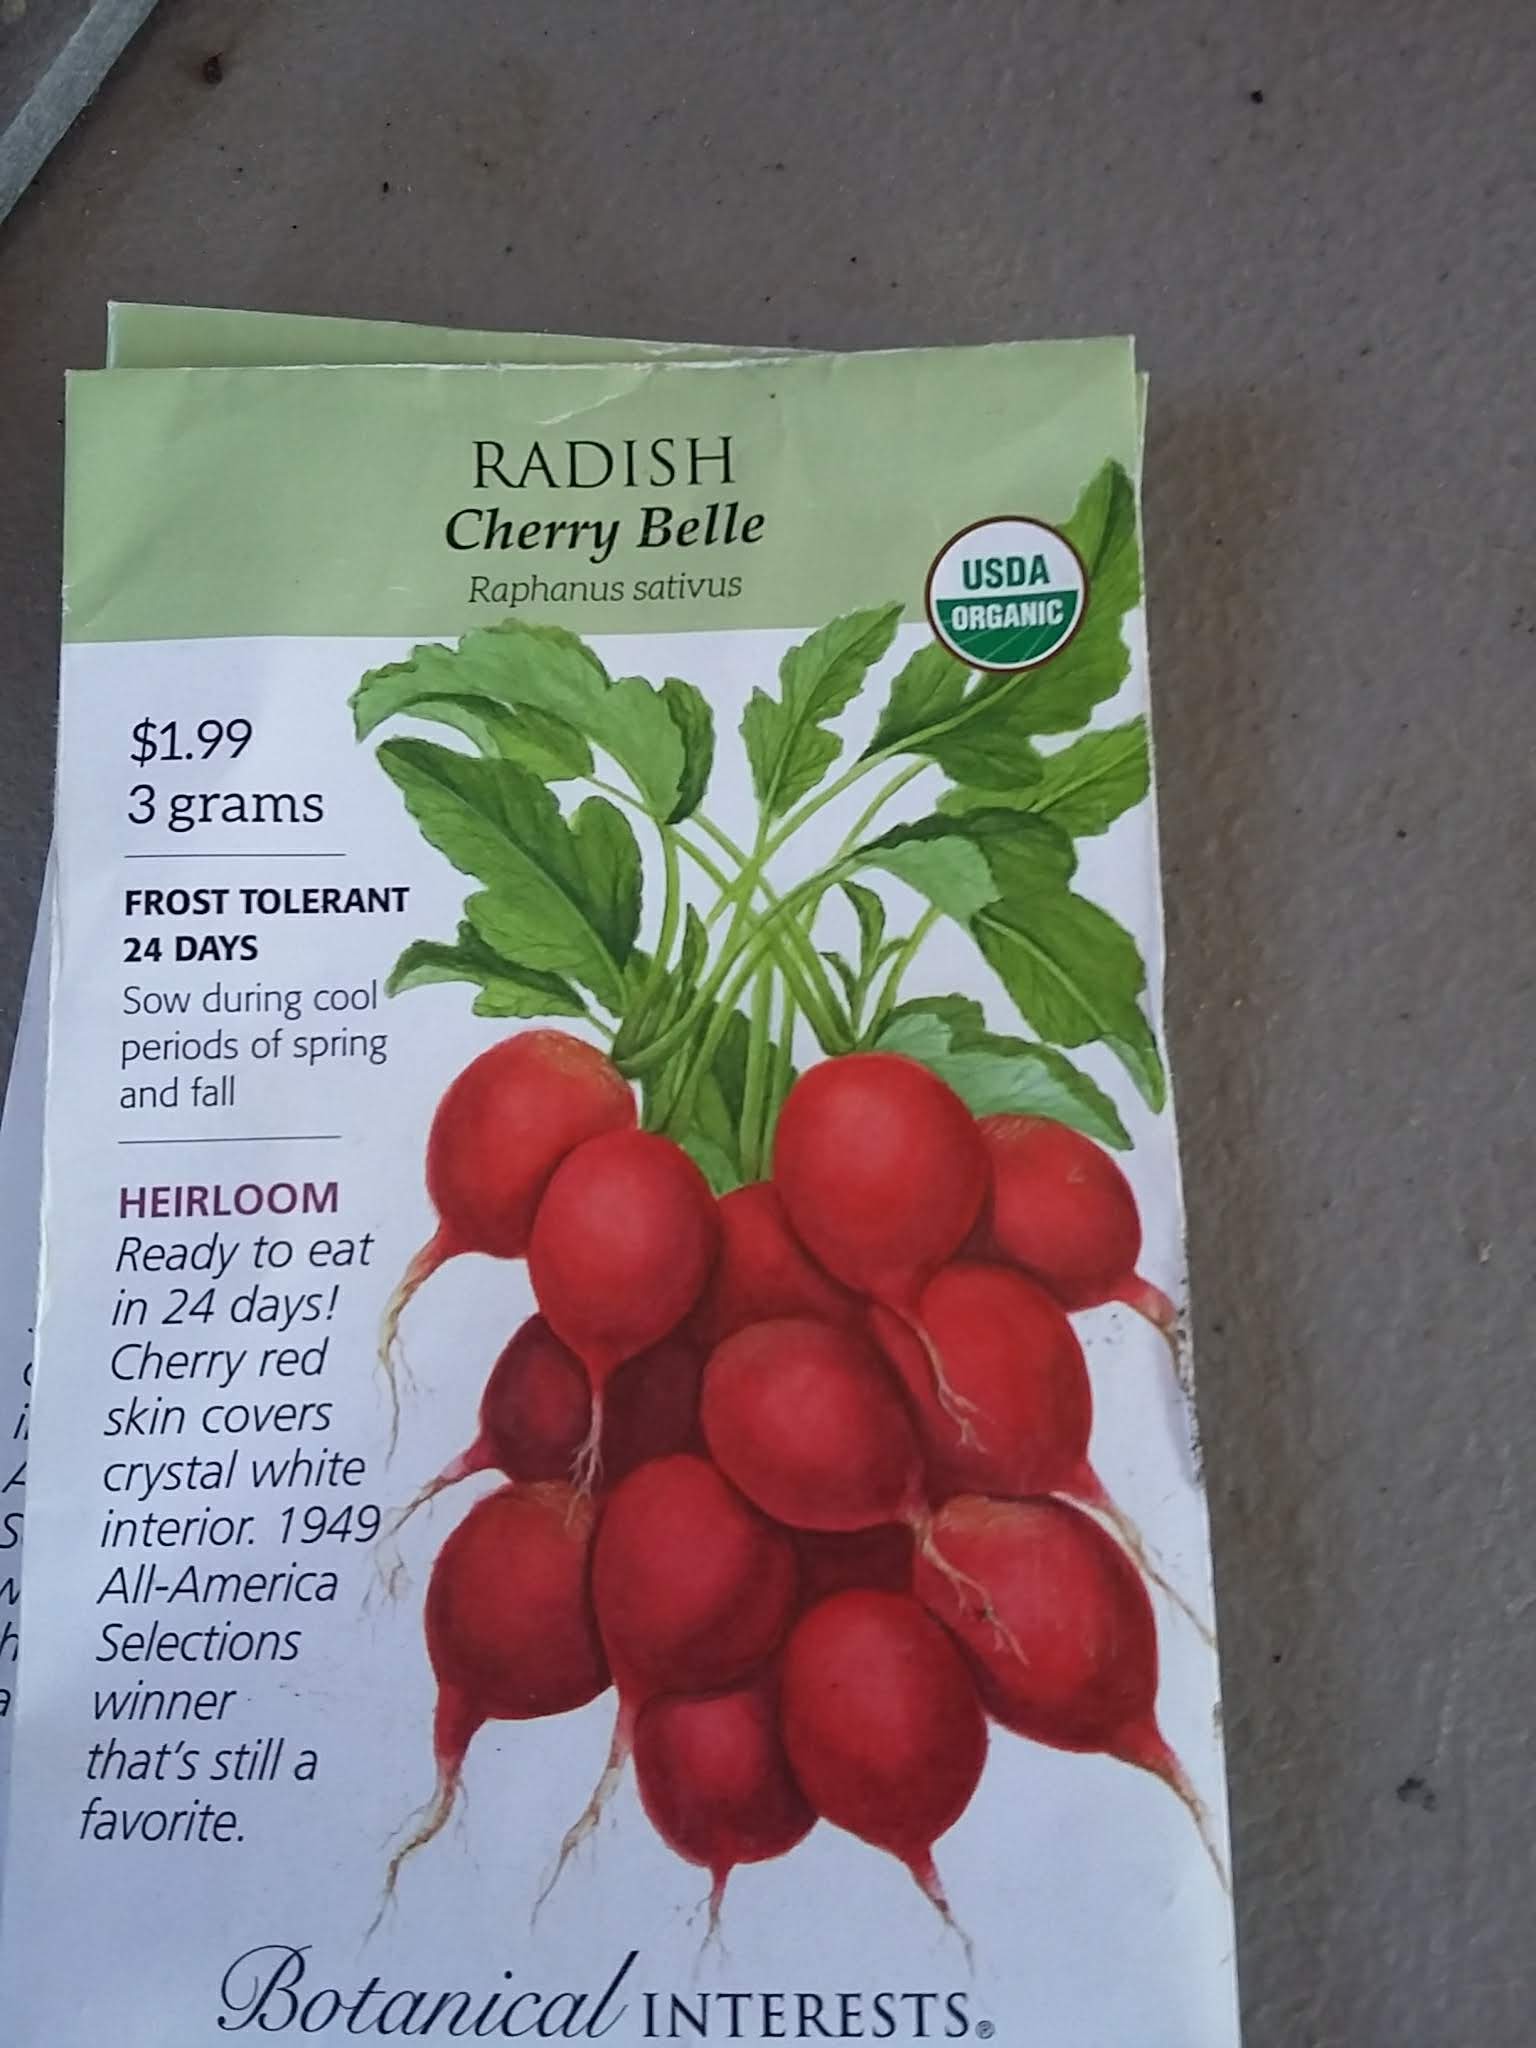 RADISH
Cherry Belle
Raphanus sativus
USDA
ORGANIC
$1.99
3 grams
FROST TOLERANT
24 DAYS
Sow during cool
periods of spring
and fall
HEIRLOOM
Ready to eat
in 24 days!
Cherry red
skin covers
crystal white
interior. 1949
All-America
Selections
winner
that's still a
favorite.
Botanical INTERESTS®